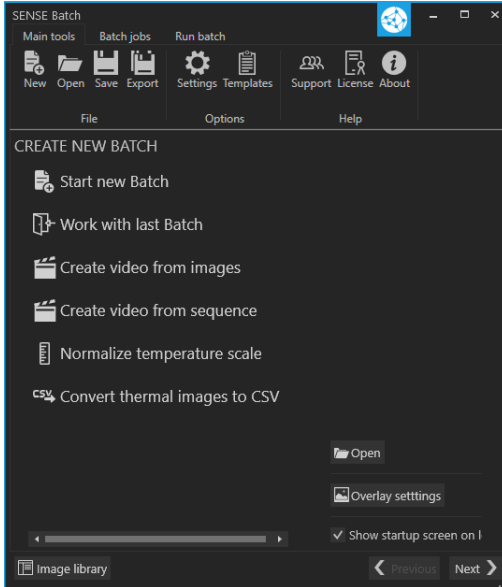 SENSE Batch
Main tools Batch jobs Run batch
New Open Save Export Settings Templates Support License About
File Options Help
CREATE NEW BATCH
Start new Batch
Work with last Batch
Create video from images
Create video from sequence
Normalize temperature scale
CSV Convert thermal images to CSV
Open
Overlay setttings
Show startup screen on l
Image library Previous Next